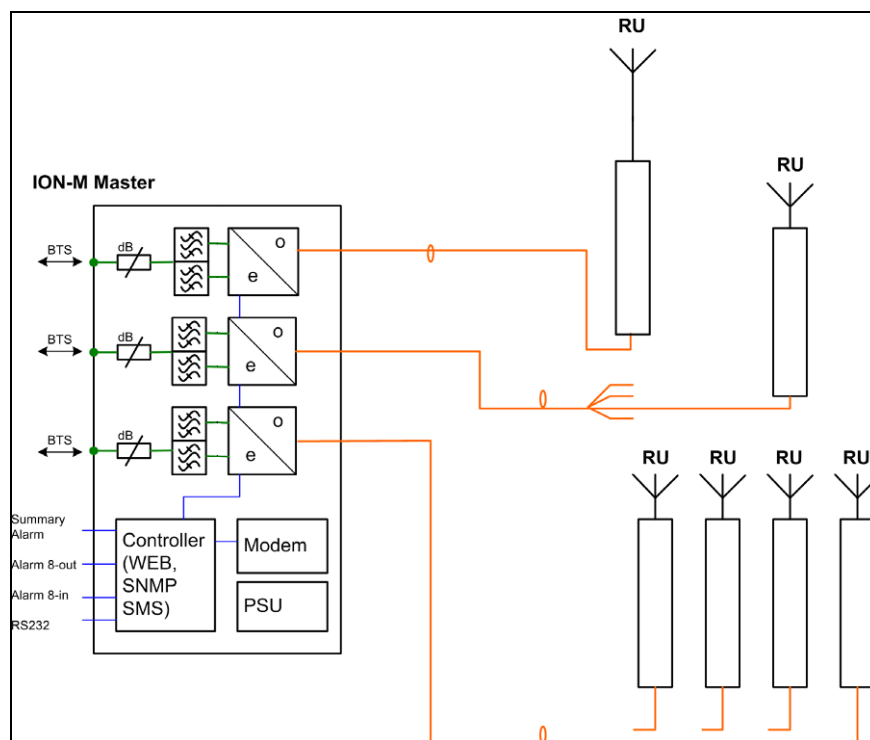 RU
RU
ION-M Master
BTS
dB
o
e
BTS
dB
o
e
BTS
dB
o
e
RU
RU
RU
RU
Summary
Alarm
Alarm 8-out
Alarm 8-in
RS232
Controller
(WEB,
SNMP
SMS)
Modem
PSU